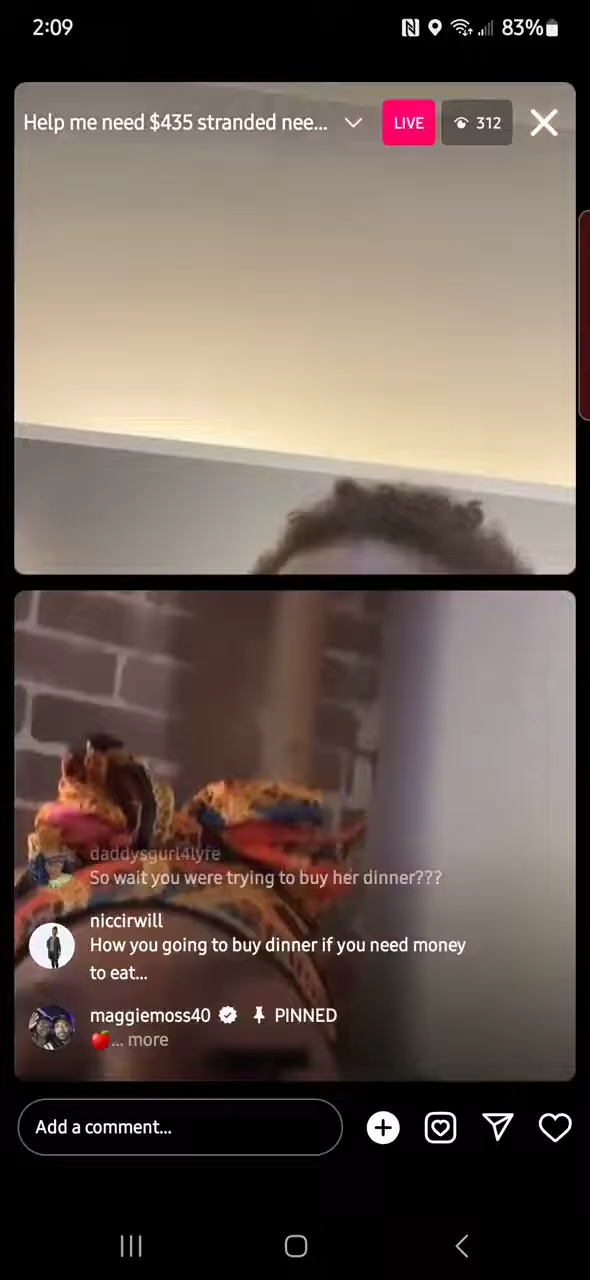 2:09
83%
Help me need $435 stranded nee...
LIVE
312
daddysgurl4lyfe
So wait you were trying to buy her dinner???
niccirwill
How you going to buy dinner if you need money
to eat...
maggiemoss40 PINNED
🍎... more
Add a comment...